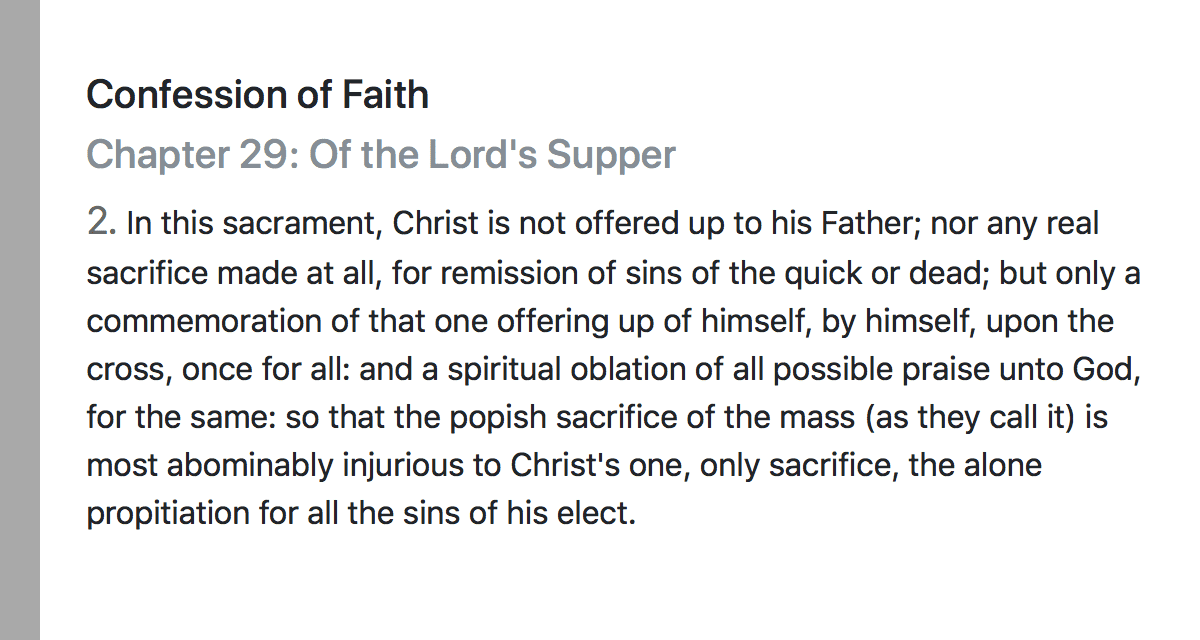 Confession of Faith
Chapter 29: Of the Lord's Supper
2. In this sacrament, Christ is not offered up to his Father; nor any real
sacrifice made at all, for remission of sins of the quick or dead; but only a
commemoration of that one offering up of himself, by himself, upon the
cross, once for all: and a spiritual oblation of all possible praise unto God,
for the same: so that the popish sacrifice of the mass (as they call it) is
most abominably injurious to Christ's one, only sacrifice, the alone
propitiation for all the sins of his elect.